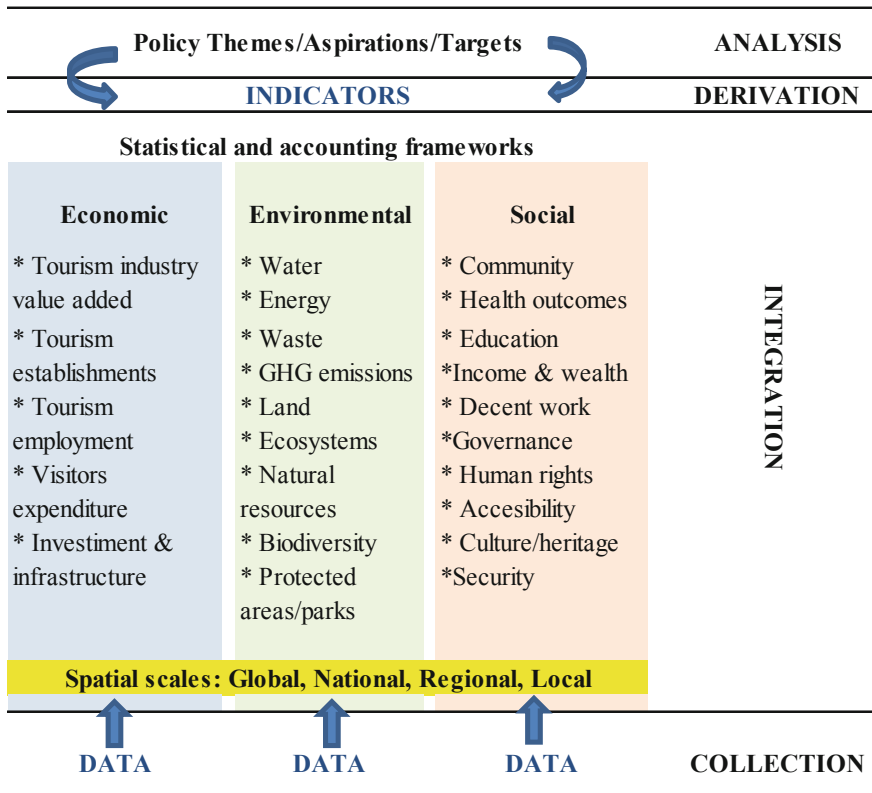 Policy Themes/Aspirations/Targets
ANALYSIS
INDICATORS
DERIVATION
Statistical and accounting frameworks
Economic
* Tourism industry
value added
* Tourism
establishments
* Tourism
employment
* Visitors
expenditure
* Investiment &
infrastructure
Environmental
* Water
* Energy
* Waste
* GHG emissions
* Land
* Ecosystems
* Natural
resources
* Biodiversity
* Protected
areas/parks
Social
* Community
* Health outcomes
* Education
*Income & wealth
* Decent work
*Governance
* Human rights
* Accesibility
* Culture/heritage
*Security
INTEGRATION
Spatial scales: Global, National, Regional, Local
DATA
DATA
DATA
COLLECTION